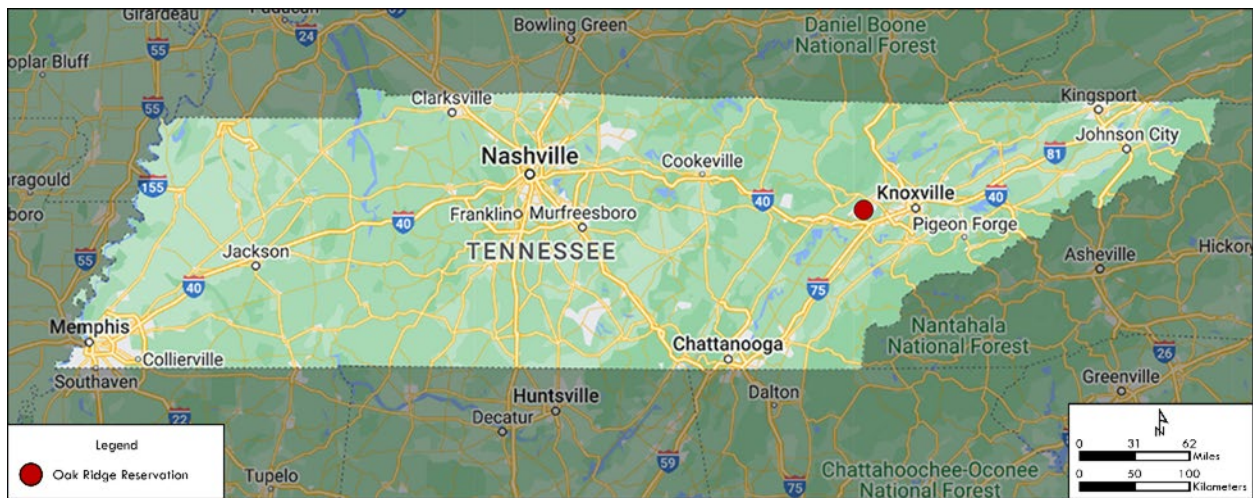 Girardeau
Paducah
24
Bowling Green
Daniel Boone
National Forest
55
oplar Bluff
55
Clarksville
Kingsport
Nashville
Cookeville
81
Johnson City
155
aragould
boro
Franklin
Murfreesboro
40
40
Knoxville
40
Pigeon Forge
TENNESSEE
Jackson
55
40
75
Asheville
Hickory
Memphis
Collierville
Southaven
Chattanooga
Nantahala
National Forest
26
Greenville
Huntsville
Decatur
Dalton
22
Tupelo
59
75
Chattahoochee-Oconee
National Forest
Legend
Oak Ridge Reservation
N
0 31 62
Miles
0 50 100
Kilometers